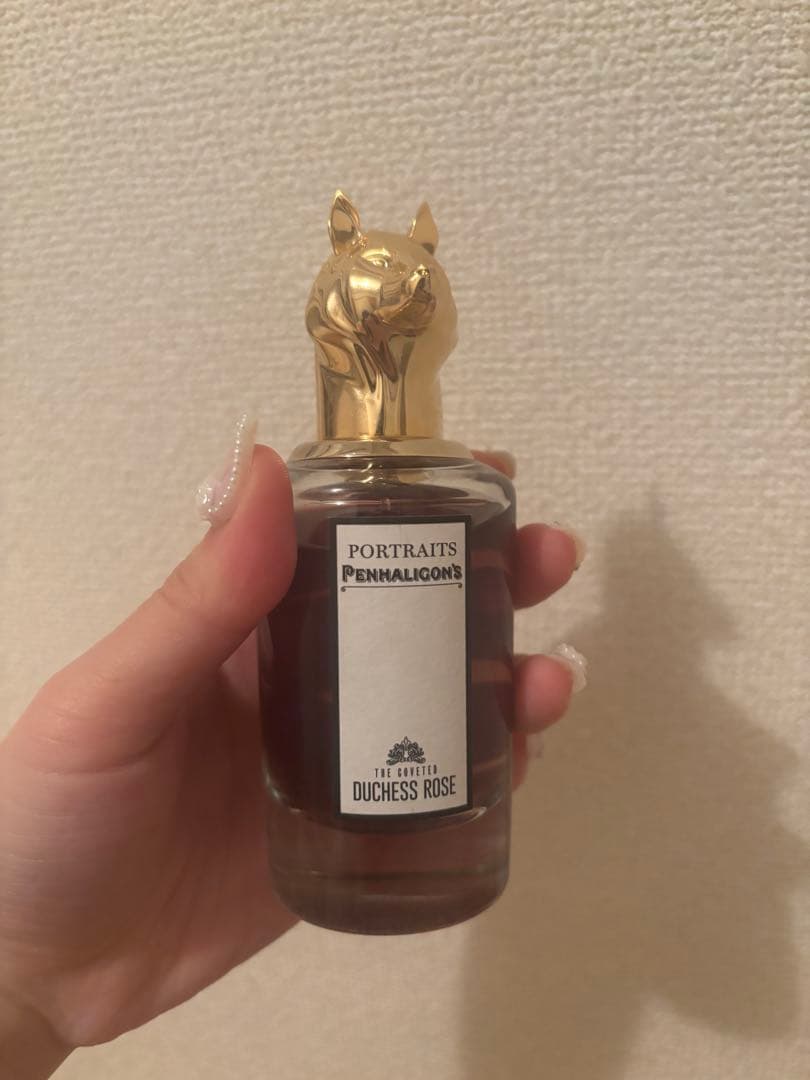 PORTRAITS
PENHALIGON'S
THE COVETED
DUCHESS ROSE